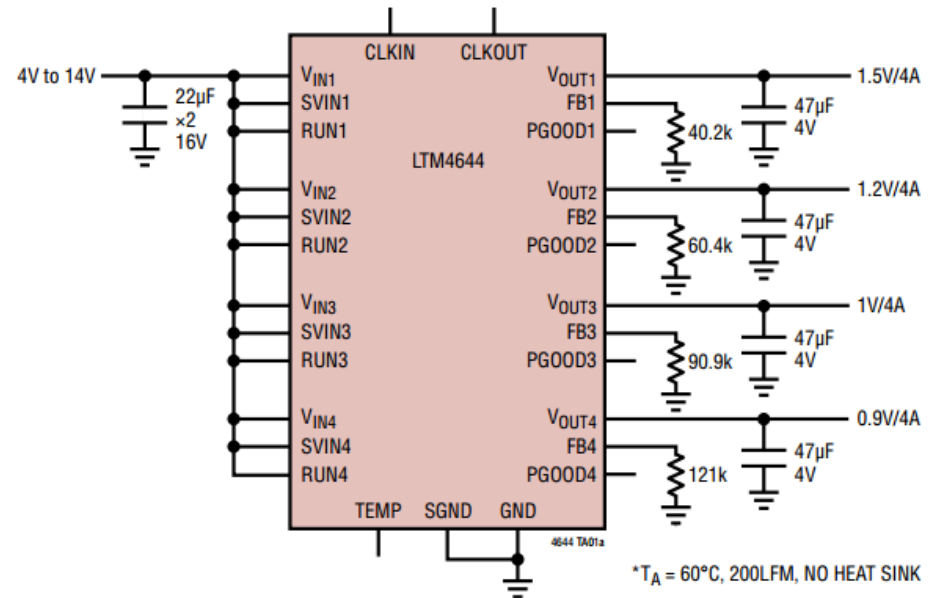 CLKIN CLKOUT
4V to 14V
22µF
×2
16V
VIN1
SVIN1
RUN1
VOUT1
FB1
PGOOD1
1.5V/4A
47µF
4V
40.2k
LTM4644
VIN2
SVIN2
RUN2
VOUT2
FB2
PGOOD2
1.2V/4A
47µF
4V
60.4k
VIN3
SVIN3
RUN3
VOUT3
FB3
PGOOD3
1V/4A
47µF
4V
90.9k
VIN4
SVIN4
RUN4
VOUT4
FB4
PGOOD4
0.9V/4A
47µF
4V
121k
TEMP SGND GND
4644 TA01a
*TA = 60°C, 200LFM, NO HEAT SINK